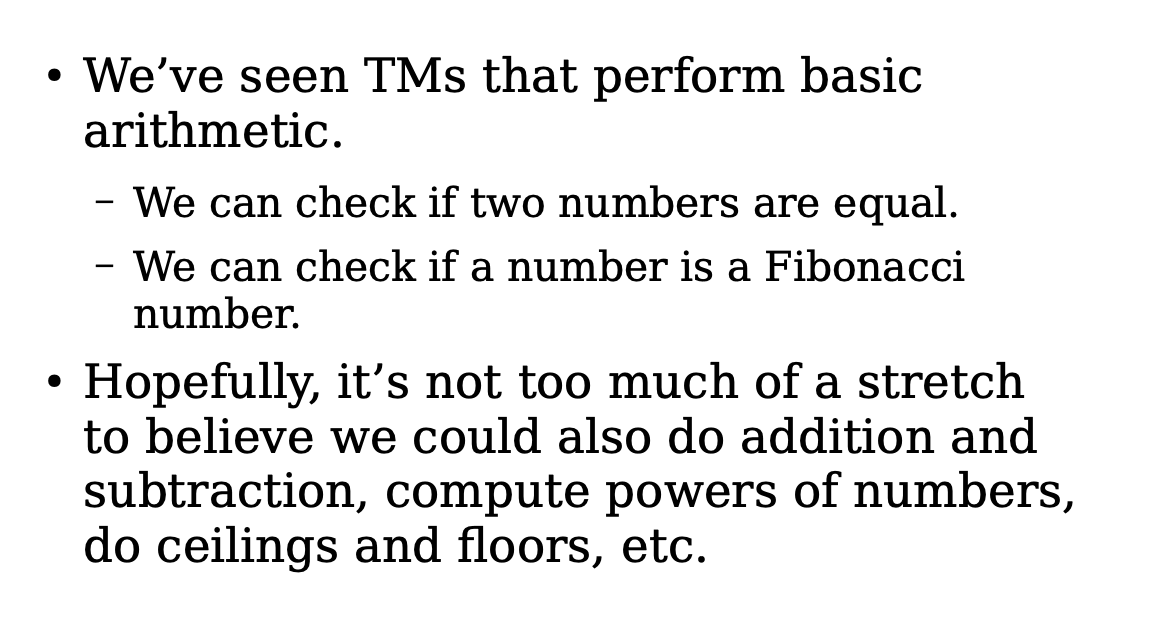 • We’ve seen TMs that perform basic
arithmetic.
– We can check if two numbers are equal.
– We can check if a number is a Fibonacci
number.
• Hopefully, it’s not too much of a stretch
to believe we could also do addition and
subtraction, compute powers of numbers,
do ceilings and floors, etc.